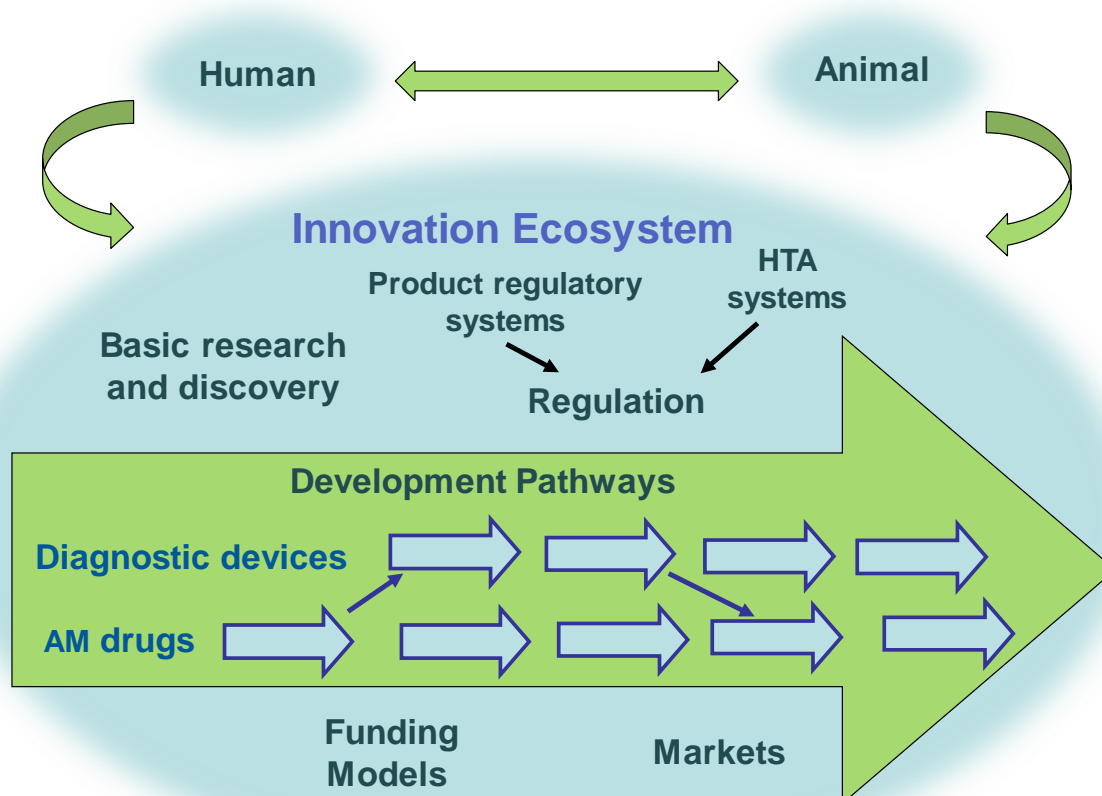 Human
Animal
Innovation Ecosystem
Product regulatory
systems
HTA
systems
Basic research
and discovery
Regulation
Development Pathways
Diagnostic devices
AM drugs
Funding
Models
Markets